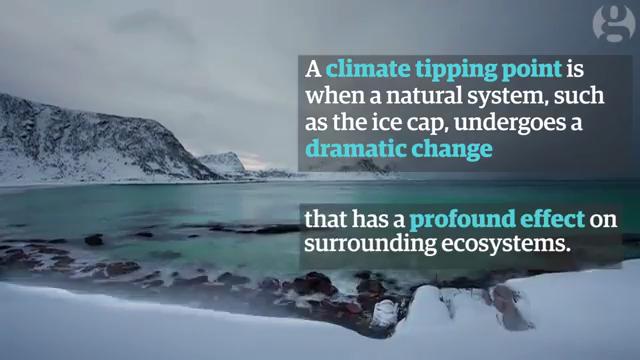 A climate tipping point is
when a natural system, such
as the ice cap, undergoes a
dramatic change
that has a profound effect on
surrounding ecosystems.